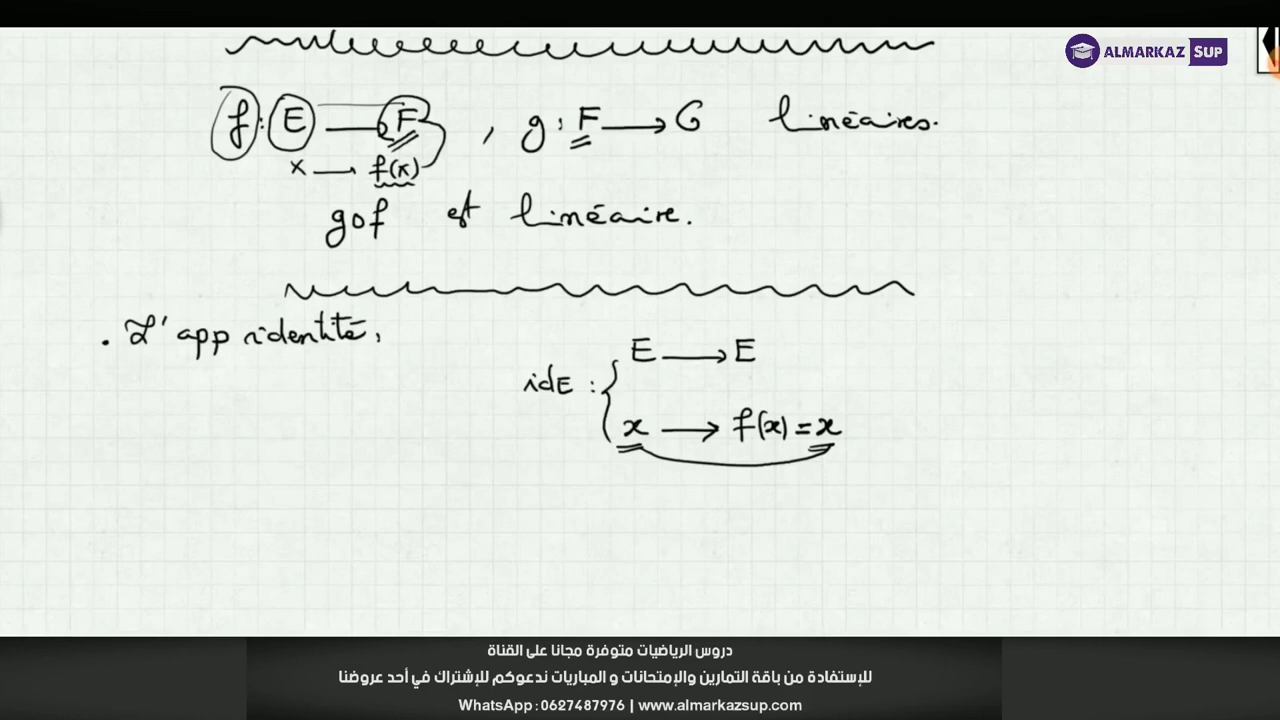 ALMARKAZ SUP
f : E → F , g : F → G linéaires.
x → f(x)
gof est linéaire.
. L' app identité,
E → E
idE :
x → f(x) = x
دروس الرياضيات متوفرة مجانا على القناة
للإستفادة من باقة التمارين والإمتحانات و المباريات ندعوكم للإشتراك في أحد عروضنا
WhatsApp : 0627487976 | www.almarkazsup.com